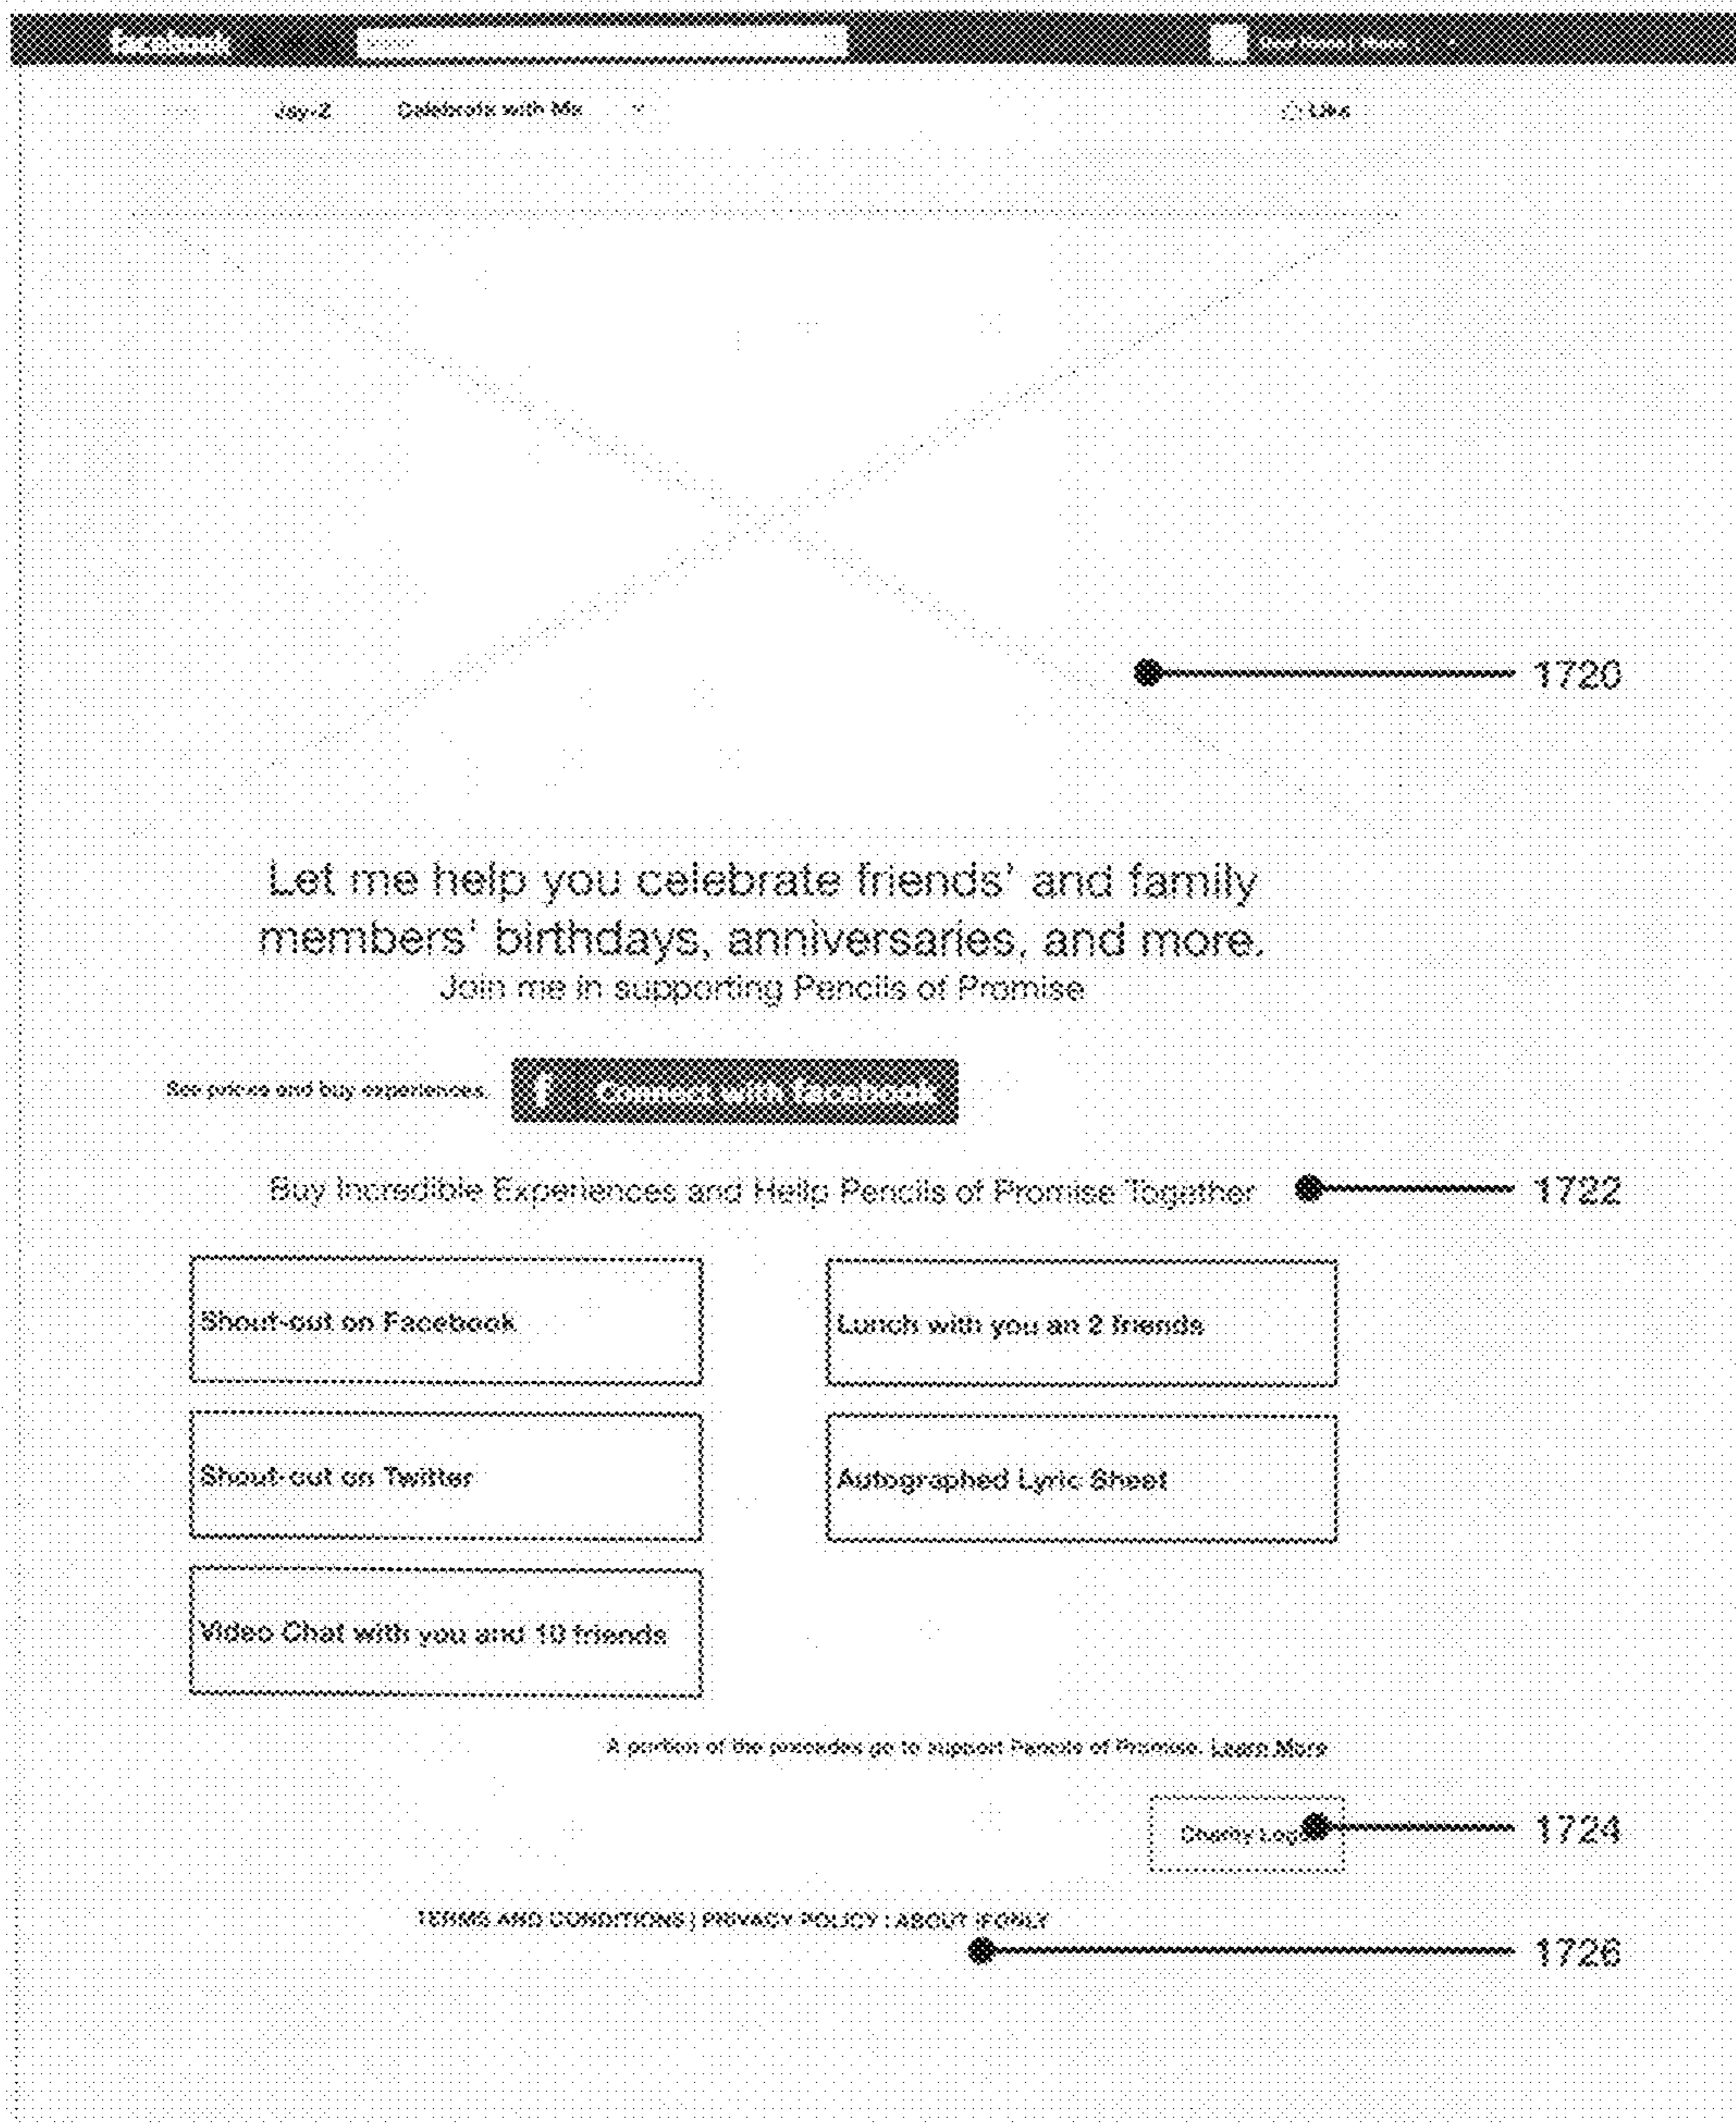 facebook
Jay-Z Celebrate with Me Like
1720
Let me help you celebrate friends' and family
members' birthdays, anniversaries, and more.
Join me in supporting Pencils of Promise
See prices and buy experiences. f Connect with facebook
Buy Incredible Experiences and Help Pencils of Promise Together 1722
Shout-out on Facebook Lunch with you an 2 friends
Shout-out on Twitter Autographed Lyric Sheet
Video Chat with you and 10 friends
A portion of the procedes go to support Pencils of Promise. Learn More
Charity Logo 1724
TERMS AND CONDITIONS | PRIVACY POLICY | ABOUT IFONLY
1726